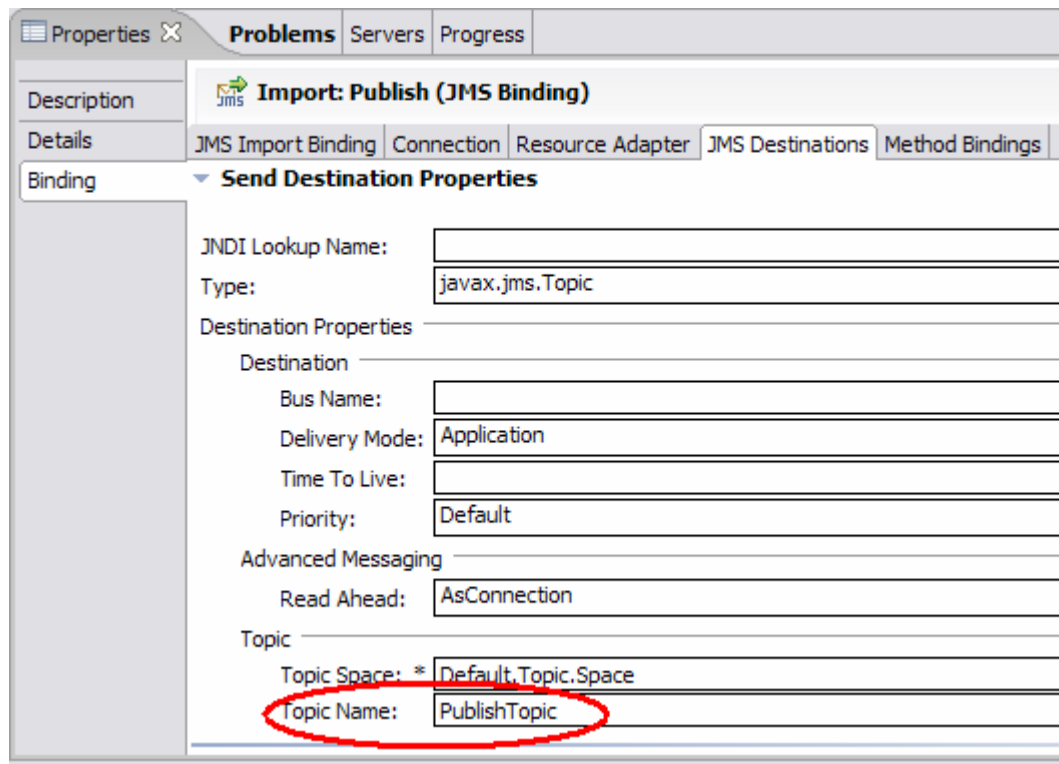 Properties Problems Servers Progress
Description
Details
Binding
JMS Import: Publish (JMS Binding)
JMS Import Binding Connection Resource Adapter JMS Destinations Method Bindings
Send Destination Properties
JNDI Lookup Name:
Type: javax.jms.Topic
Destination Properties
Destination
Bus Name:
Delivery Mode: Application
Time To Live:
Priority: Default
Advanced Messaging
Read Ahead: AsConnection
Topic
Topic Space: * Default.Topic.Space
Topic Name: PublishTopic